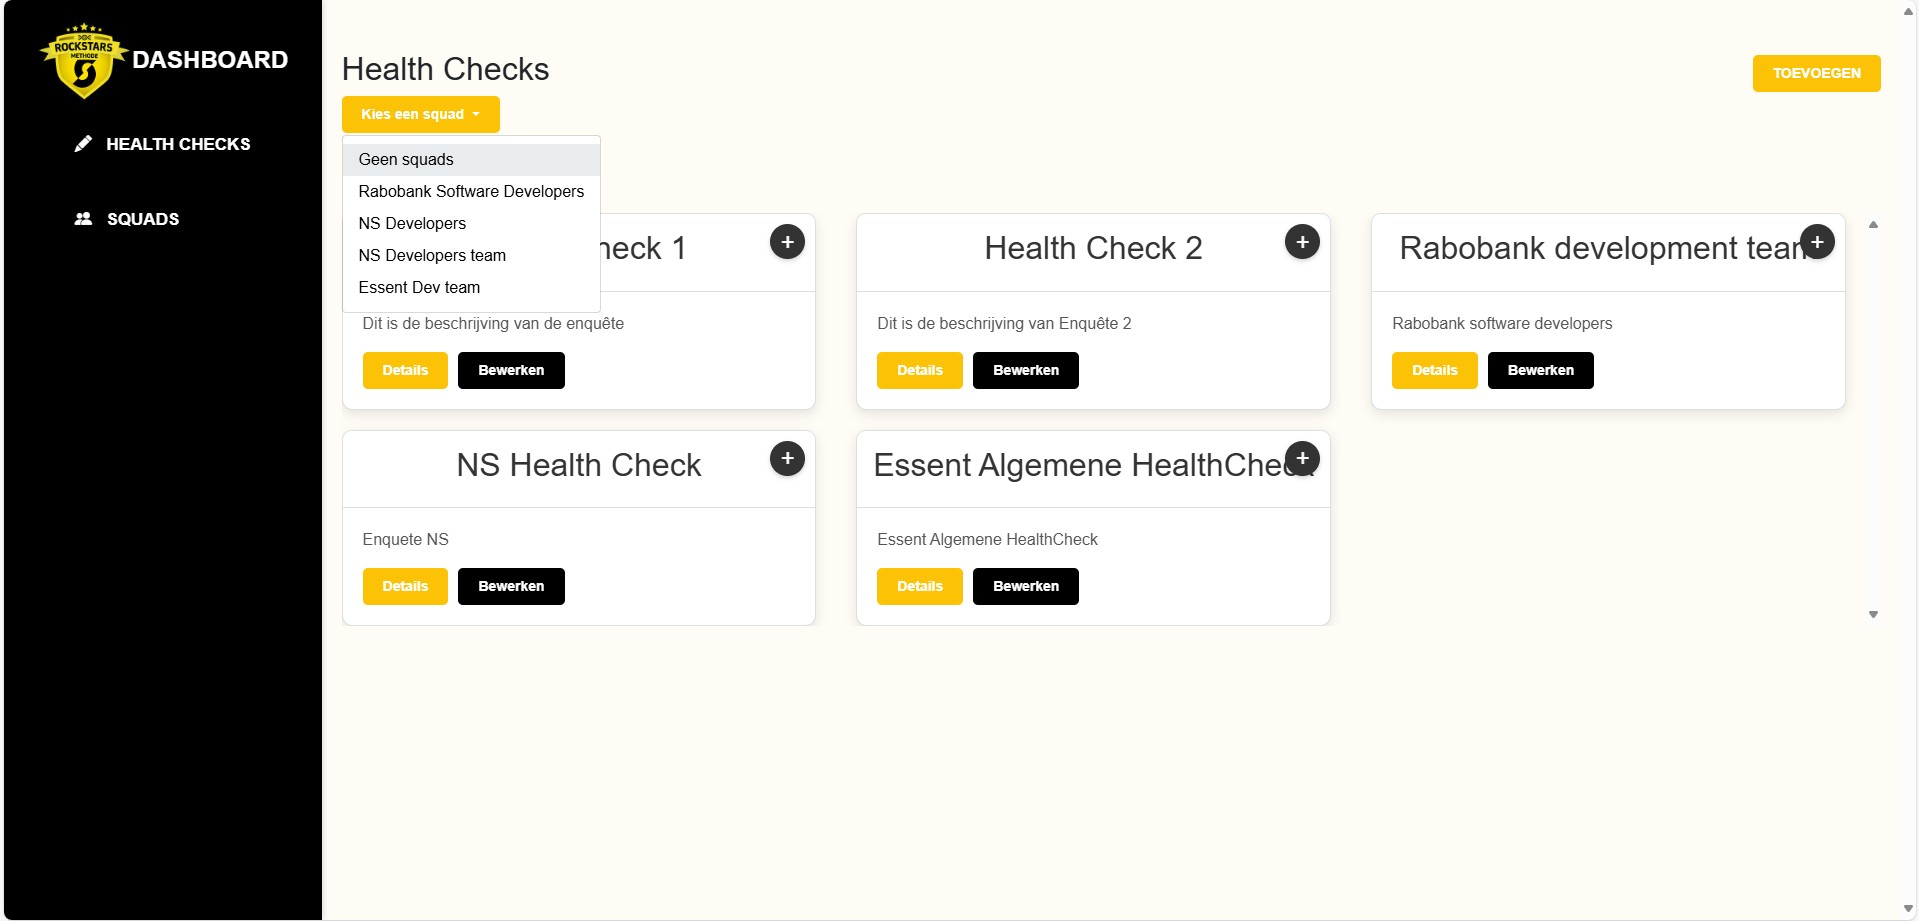 ROCKSTARS
METHODE
DASHBOARD
HEALTH CHECKS
SQUADS
Health Checks
TOEVOEGEN
Kies een squad
Geen squads
Rabobank Software Developers
NS Developers
NS Developers team
Essent Dev team
heck 1
+
Dit is de beschrijving van de enquête
Details Bewerken
Health Check 2
+
Dit is de beschrijving van Enquête 2
Details Bewerken
Rabobank development team
+
Rabobank software developers
Details Bewerken
NS Health Check
+
Enquete NS
Details Bewerken
Essent Algemene HealthCheck
+
Essent Algemene HealthCheck
Details Bewerken